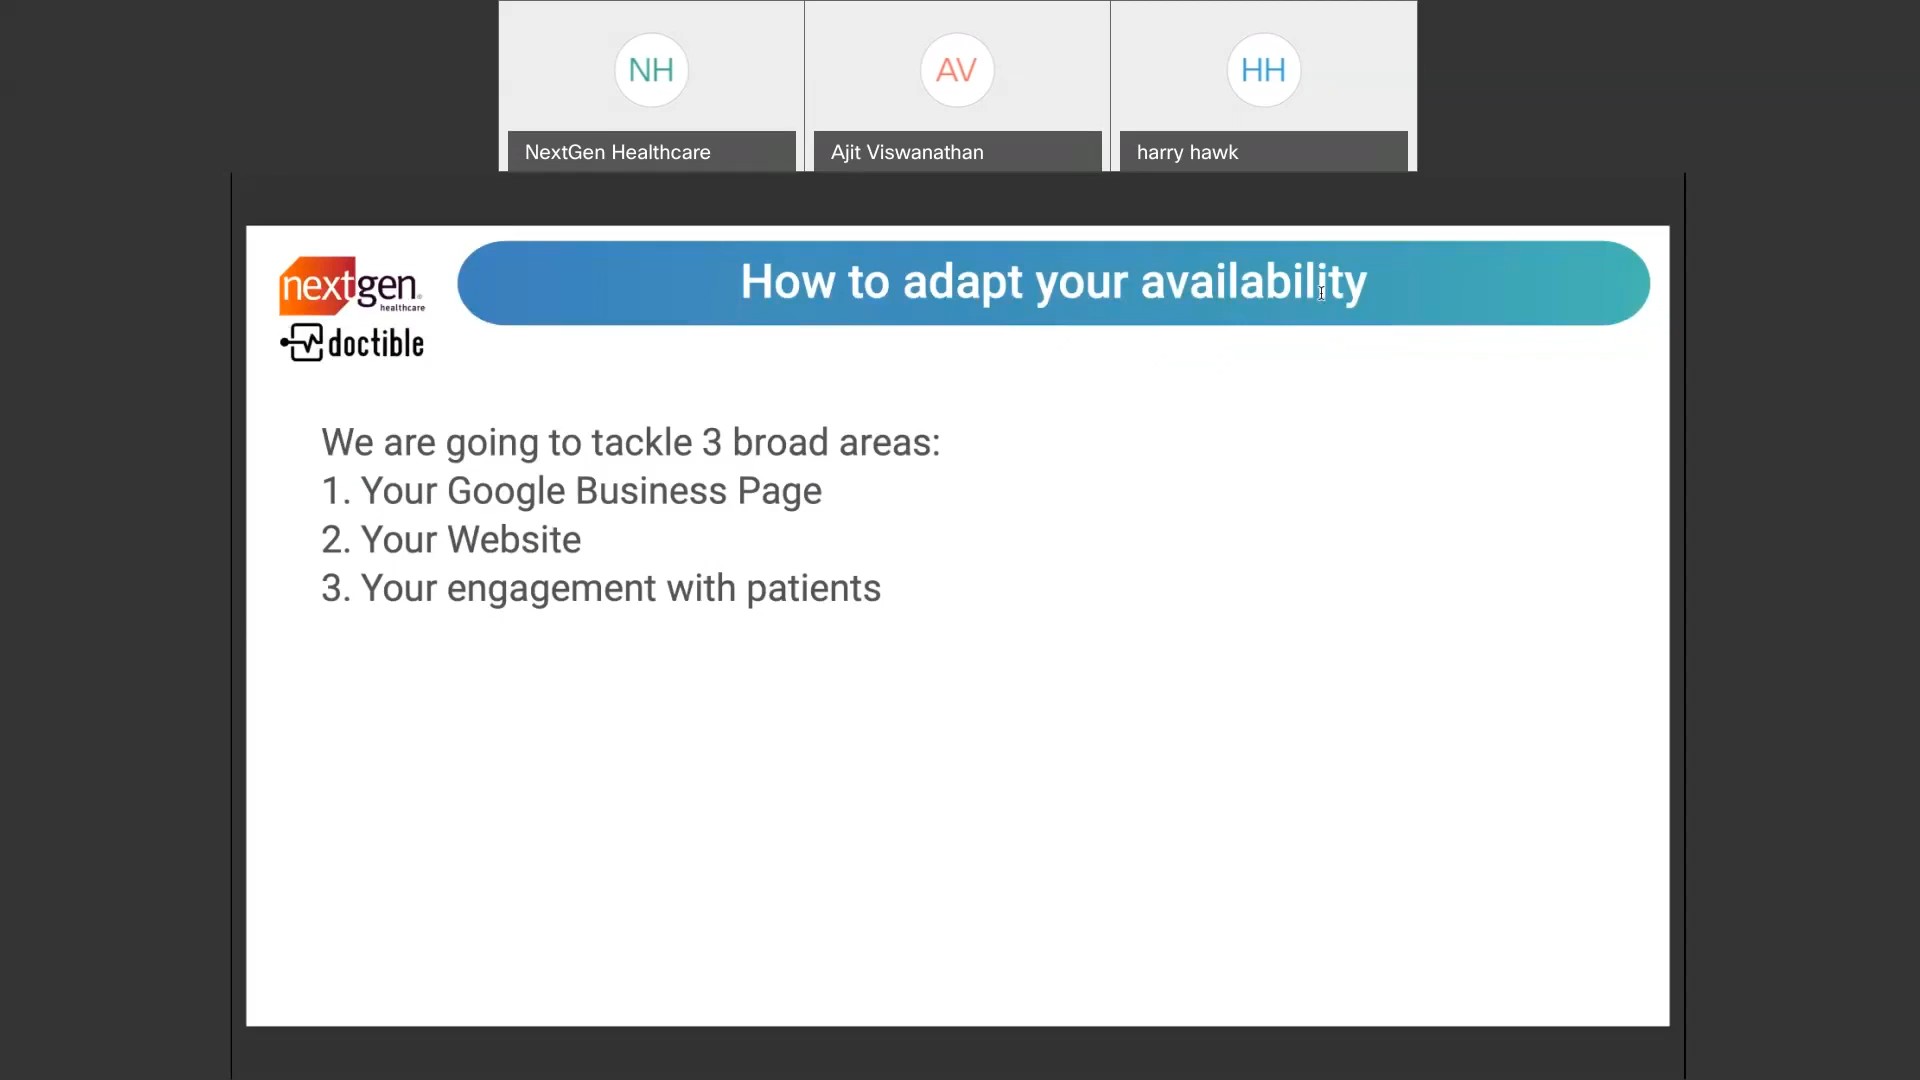 NH
AV
HH
NextGen Healthcare
Ajit Viswanathan
harry hawk
nextgen
healthcare
doctible
How to adapt your availability
We are going to tackle 3 broad areas:
1. Your Google Business Page
2. Your Website
3. Your engagement with patients